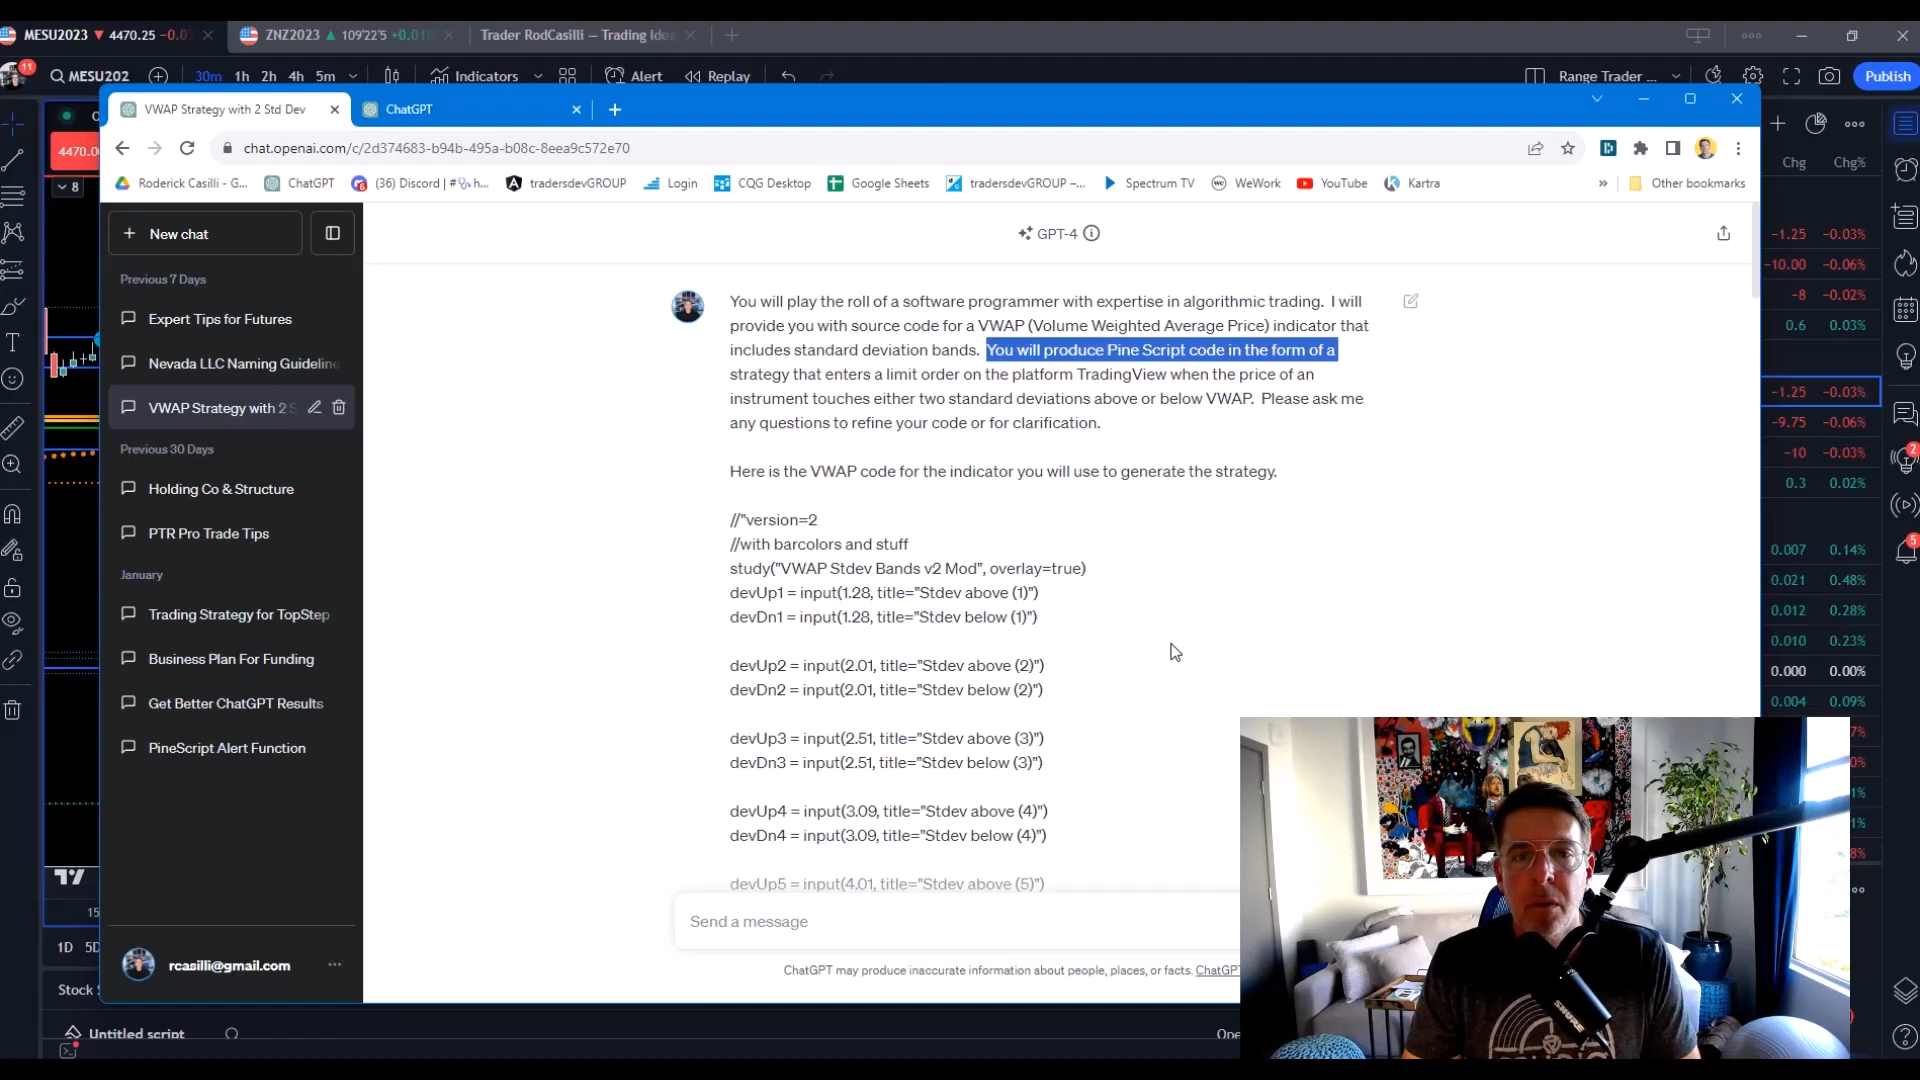 MESU2023 ▼ 4470.25 −0.0
ZNZ2023 ▲ 109'22'5 +0.01
Trader RodCasilli — Trading Idea
11
MESU202
30m 1h 2h 4h 5m
Indicators
Alert
Replay
Range Trader ...
Publish
VWAP Strategy with 2 Std Dev
ChatGPT
4470.0
chat.openai.com/c/2d374683-b94b-495a-b08c-8eea9c572e70
8
Roderick Casilli - G...
ChatGPT
(36) Discord | #
tradersdevGROUP
Login
CQG Desktop
Google Sheets
tradersdevGROUP –...
Spectrum TV
WeWork
YouTube
Kartra
»
Other bookmarks
Chg Chg%
−1.25 −0.03%
−10.00 −0.06%
−8 −0.02%
0.6 0.03%
−1.25 −0.03%
−9.75 −0.06%
−10 −0.03%
0.3 0.02%
0.007 0.14%
0.021 0.48%
0.012 0.28%
0.010 0.23%
0.000 0.00%
0.004 0.09%
2
5
New chat
Previous 7 Days
Expert Tips for Futures
Nevada LLC Naming Guideline
VWAP Strategy with 2 S
Previous 30 Days
Holding Co & Structure
PTR Pro Trade Tips
January
Trading Strategy for TopStep
Business Plan For Funding
Get Better ChatGPT Results
PineScript Alert Function
rcasilli@gmail.com
GPT-4
You will play the roll of a software programmer with expertise in algorithmic trading. I will
provide you with source code for a VWAP (Volume Weighted Average Price) indicator that
includes standard deviation bands. You will produce Pine Script code in the form of a
strategy that enters a limit order on the platform TradingView when the price of an
instrument touches either two standard deviations above or below VWAP. Please ask me
any questions to refine your code or for clarification.
Here is the VWAP code for the indicator you will use to generate the strategy.
//"version=2
//with barcolors and stuff
study("VWAP Stdev Bands v2 Mod", overlay=true)
devUp1 = input(1.28, title="Stdev above (1)")
devDn1 = input(1.28, title="Stdev below (1)")
devUp2 = input(2.01, title="Stdev above (2)")
devDn2 = input(2.01, title="Stdev below (2)")
devUp3 = input(2.51, title="Stdev above (3)")
devDn3 = input(2.51, title="Stdev below (3)")
devUp4 = input(3.09, title="Stdev above (4)")
devDn4 = input(3.09, title="Stdev below (4)")
devUp5 = input(4.01, title="Stdev above (5)")
Send a message
ChatGPT may produce inaccurate information about people, places, or facts. ChatGPT
15
1D 5D
Stock
Untitled script
SHURE